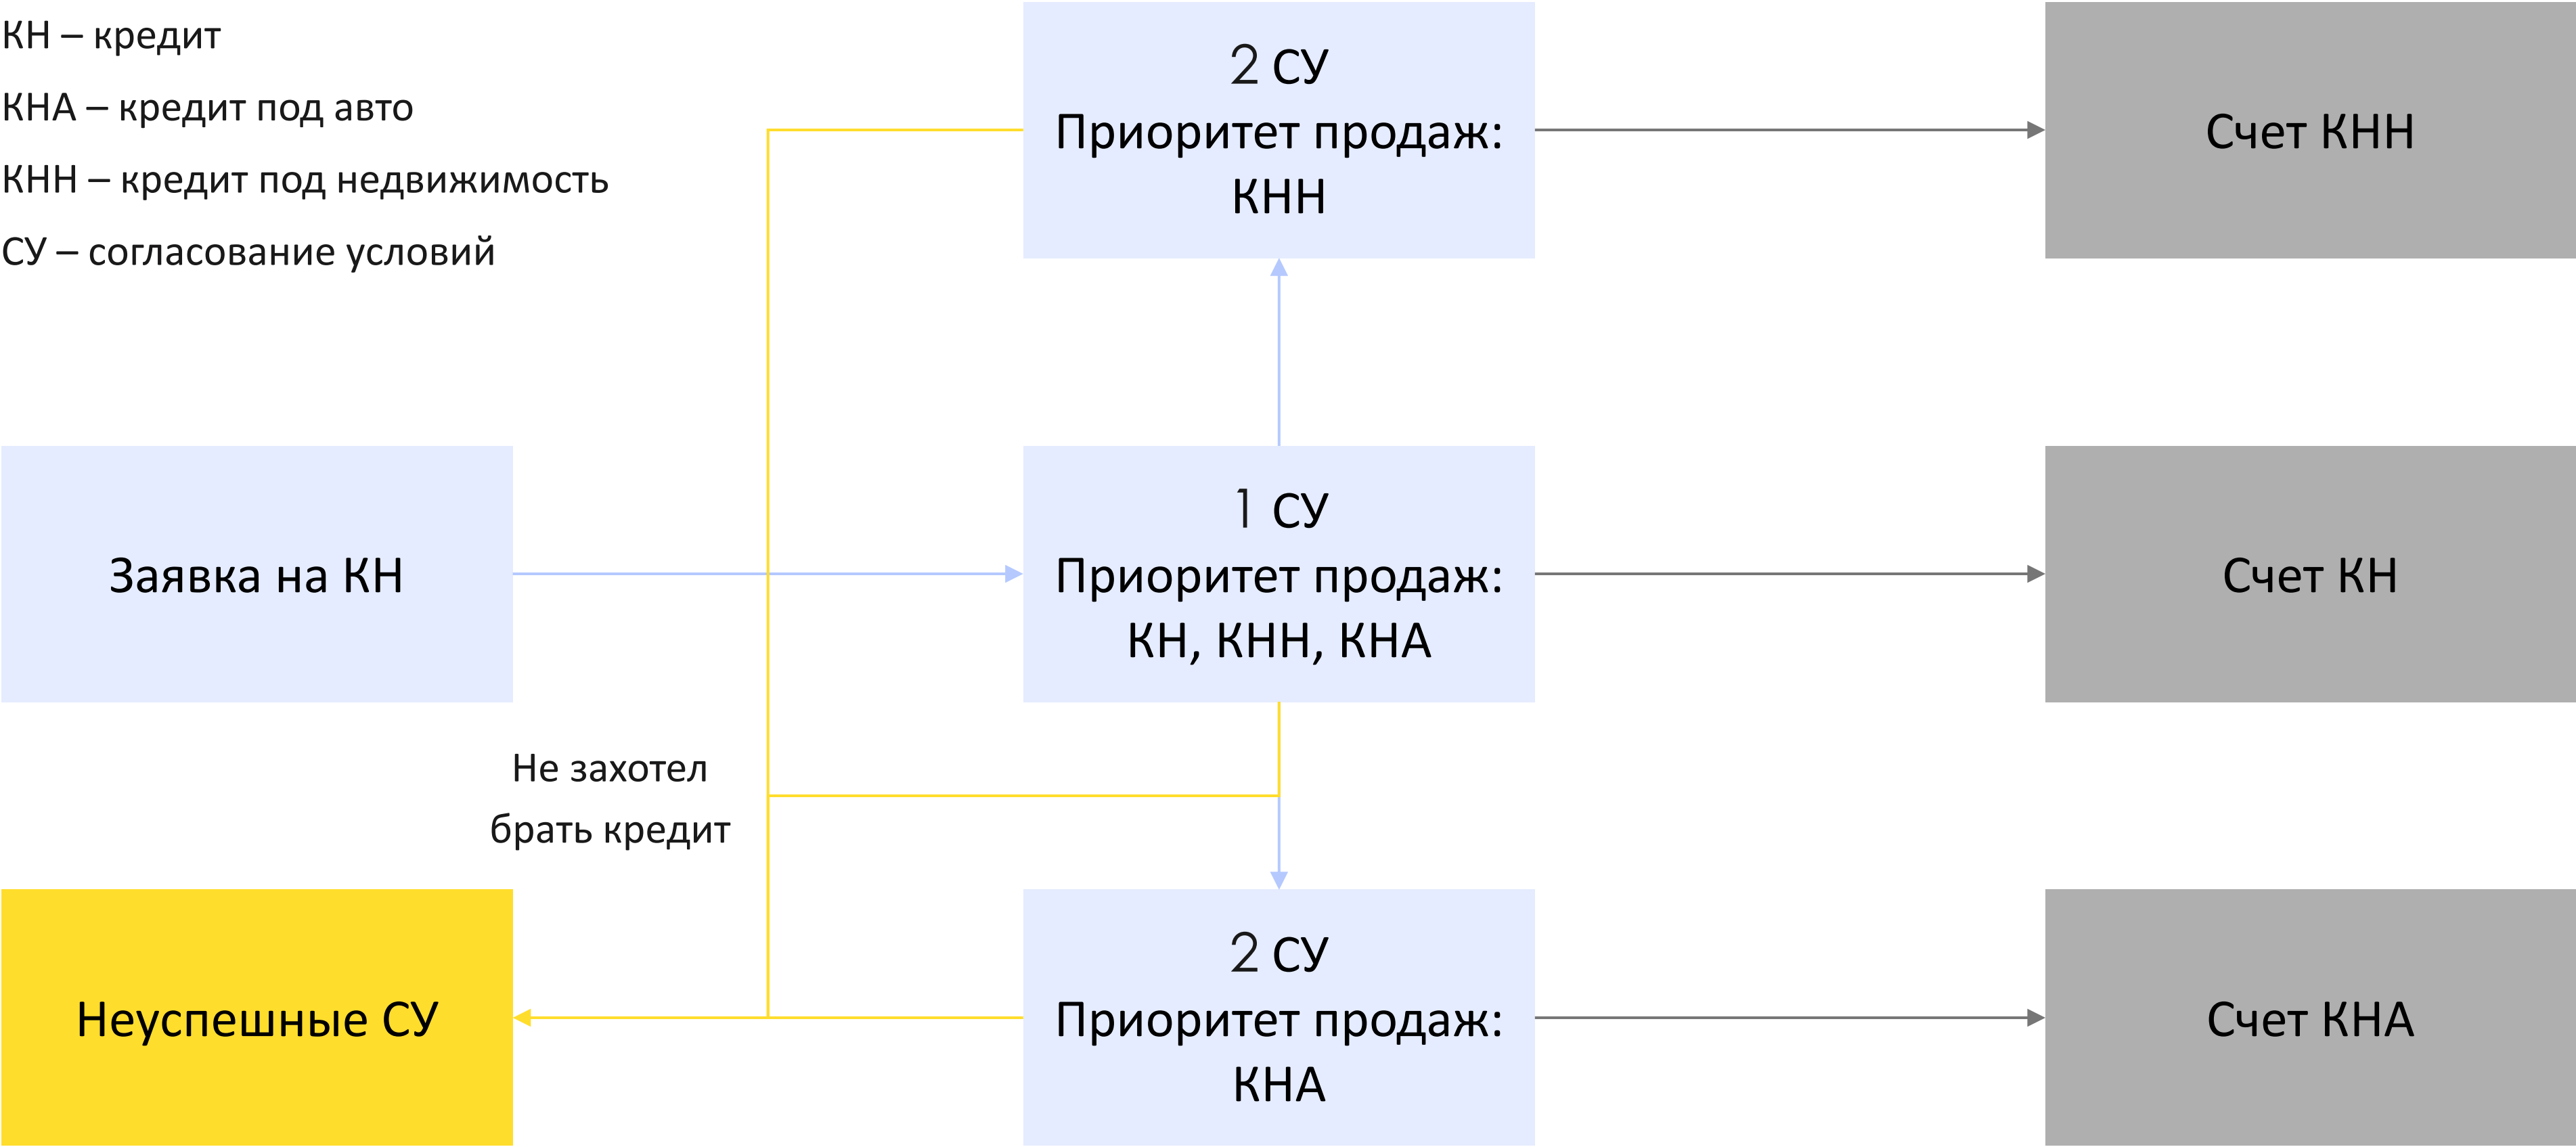 КН – кредит
КНА – кредит под авто
КНН – кредит под недвижимость
СУ – согласование условий
2 СУ
Приоритет продаж:
КНН
Счет КНН
Заявка на КН
1 СУ
Приоритет продаж:
КН, КНН, КНА
Счет КН
Не захотел
брать кредит
Неуспешные СУ
2 СУ
Приоритет продаж:
КНА
Счет КНА